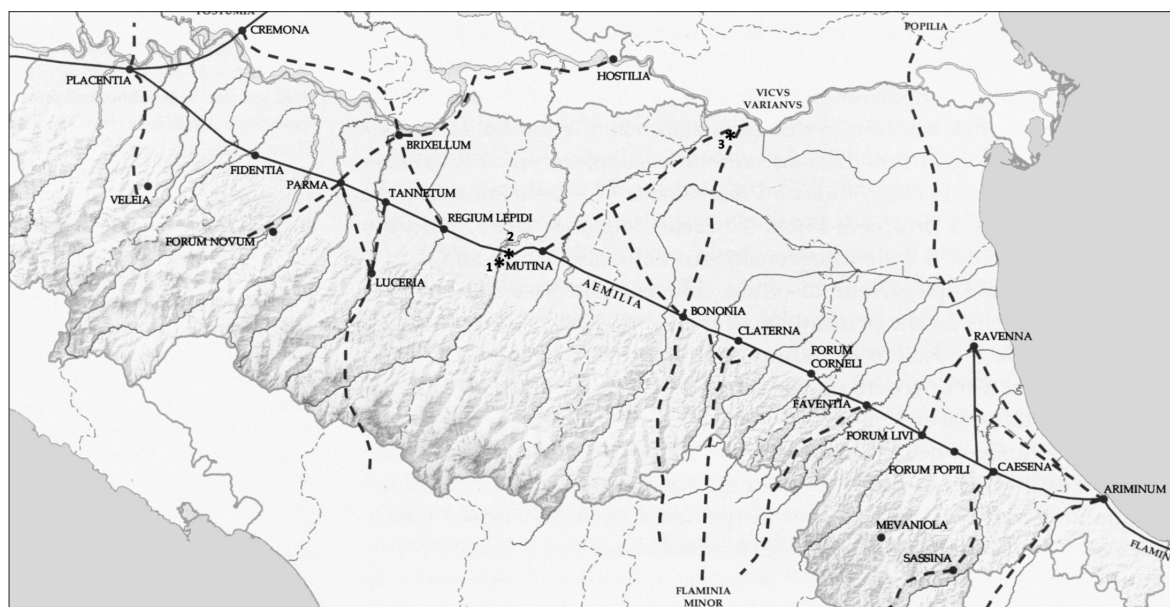 POSTUMIA
CREMONA
POPILIA
PLACENTIA
HOSTILIA
VICVS
VARIANVS
3
BRIXELLUM
FIDENTIA
PARMA
VELEIA
TANNETUM
REGIUM LEPIDI
FORUM NOVUM
2
1
MUTINA
LUCERIA
AEMILIA
BONONIA
CLATERNA
RAVENNA
FORUM
CORNELI
FAVENTIA
FORUM LIVI
FORUM POPILI
CAESENA
ARIMINUM
MEVANIOLA
FLAMIN
SASSINA
FLAMINIA
MINOR